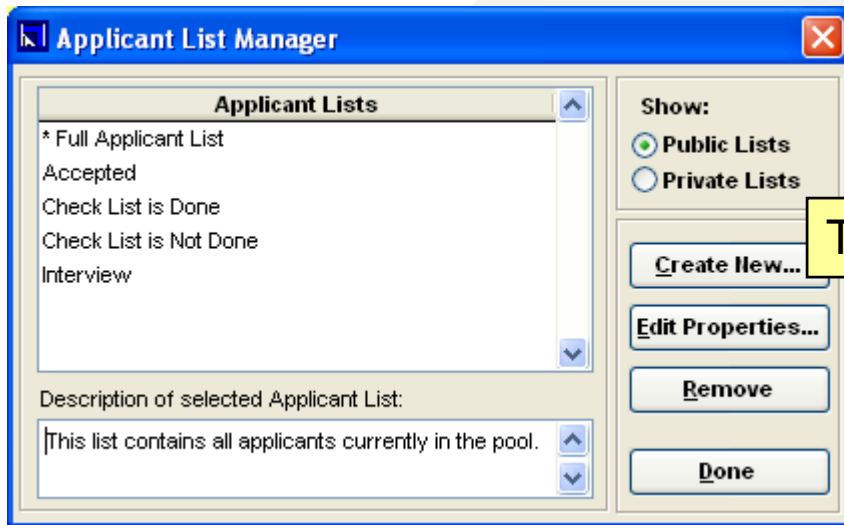 Applicant List Manager
Applicant Lists
* Full Applicant List
Accepted
Check List is Done
Check List is Not Done
Interview
Description of selected Applicant List:
This list contains all applicants currently in the pool.
Show:
Public Lists
Private Lists
T
Create New...
Edit Properties...
Remove
Done